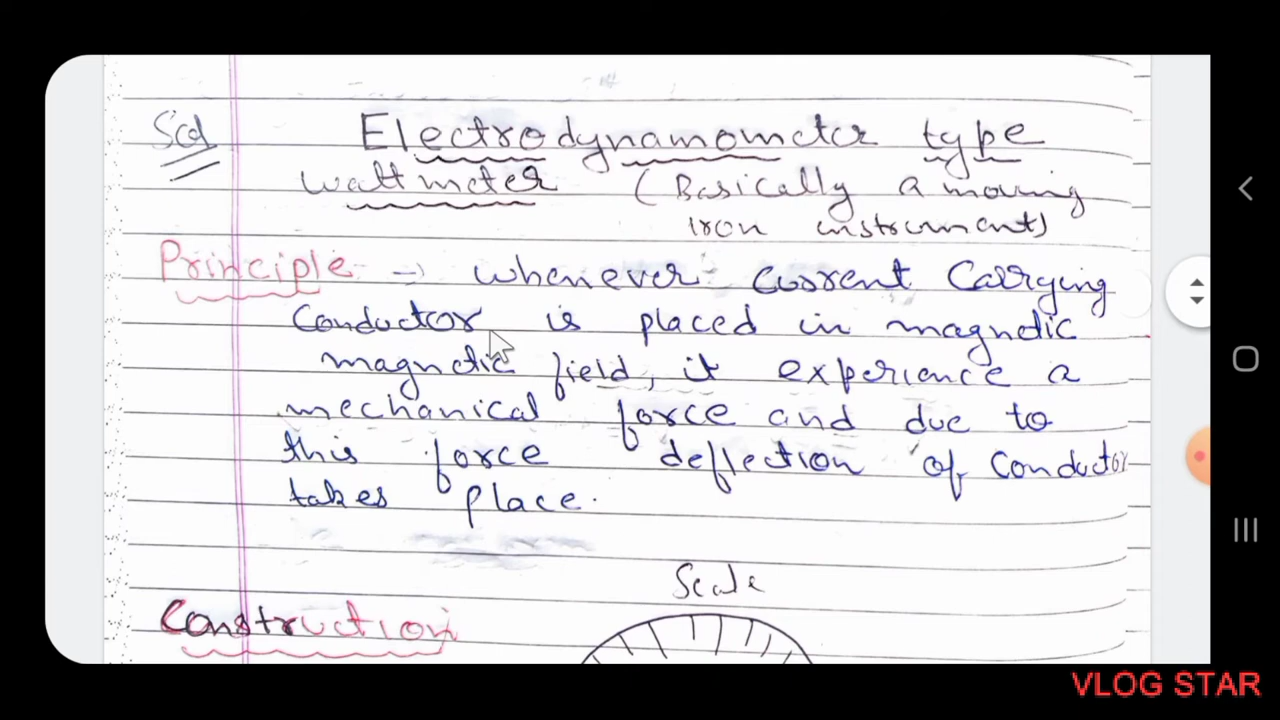 Sol
Electrodynamometer type
wattmeter (Basically a moving
iron instrument)
Principle → whenever current Carrying
Conductor is placed in magnetic
magnetic field, it experience a
mechanical force and due to
this force deflection of conductor
takes place.
Scale
Construction
VLOG STAR